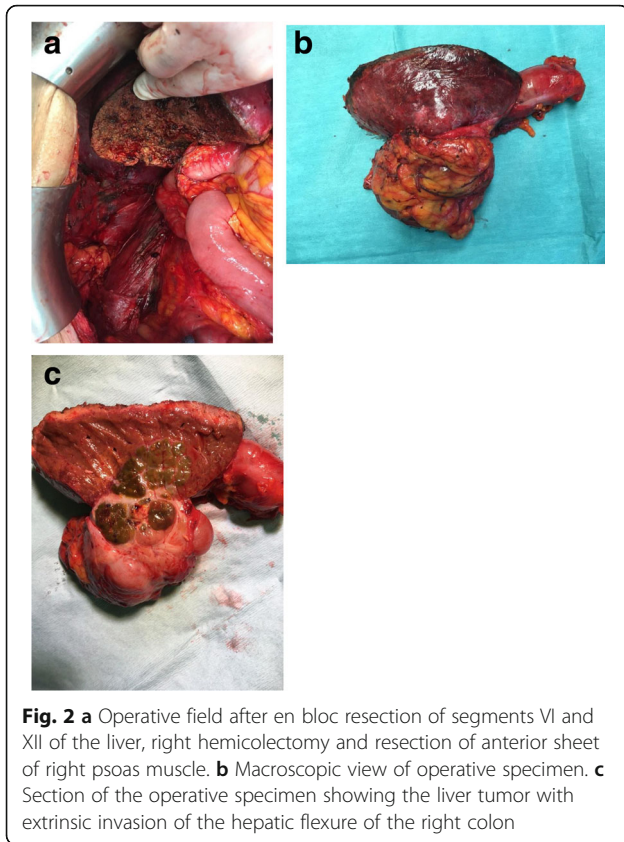 a
b
c
Fig. 2 a Operative field after en bloc resection of segments VI and
XII of the liver, right hemicolectomy and resection of anterior sheet
of right psoas muscle. b Macroscopic view of operative specimen. c
Section of the operative specimen showing the liver tumor with
extrinsic invasion of the hepatic flexure of the right colon